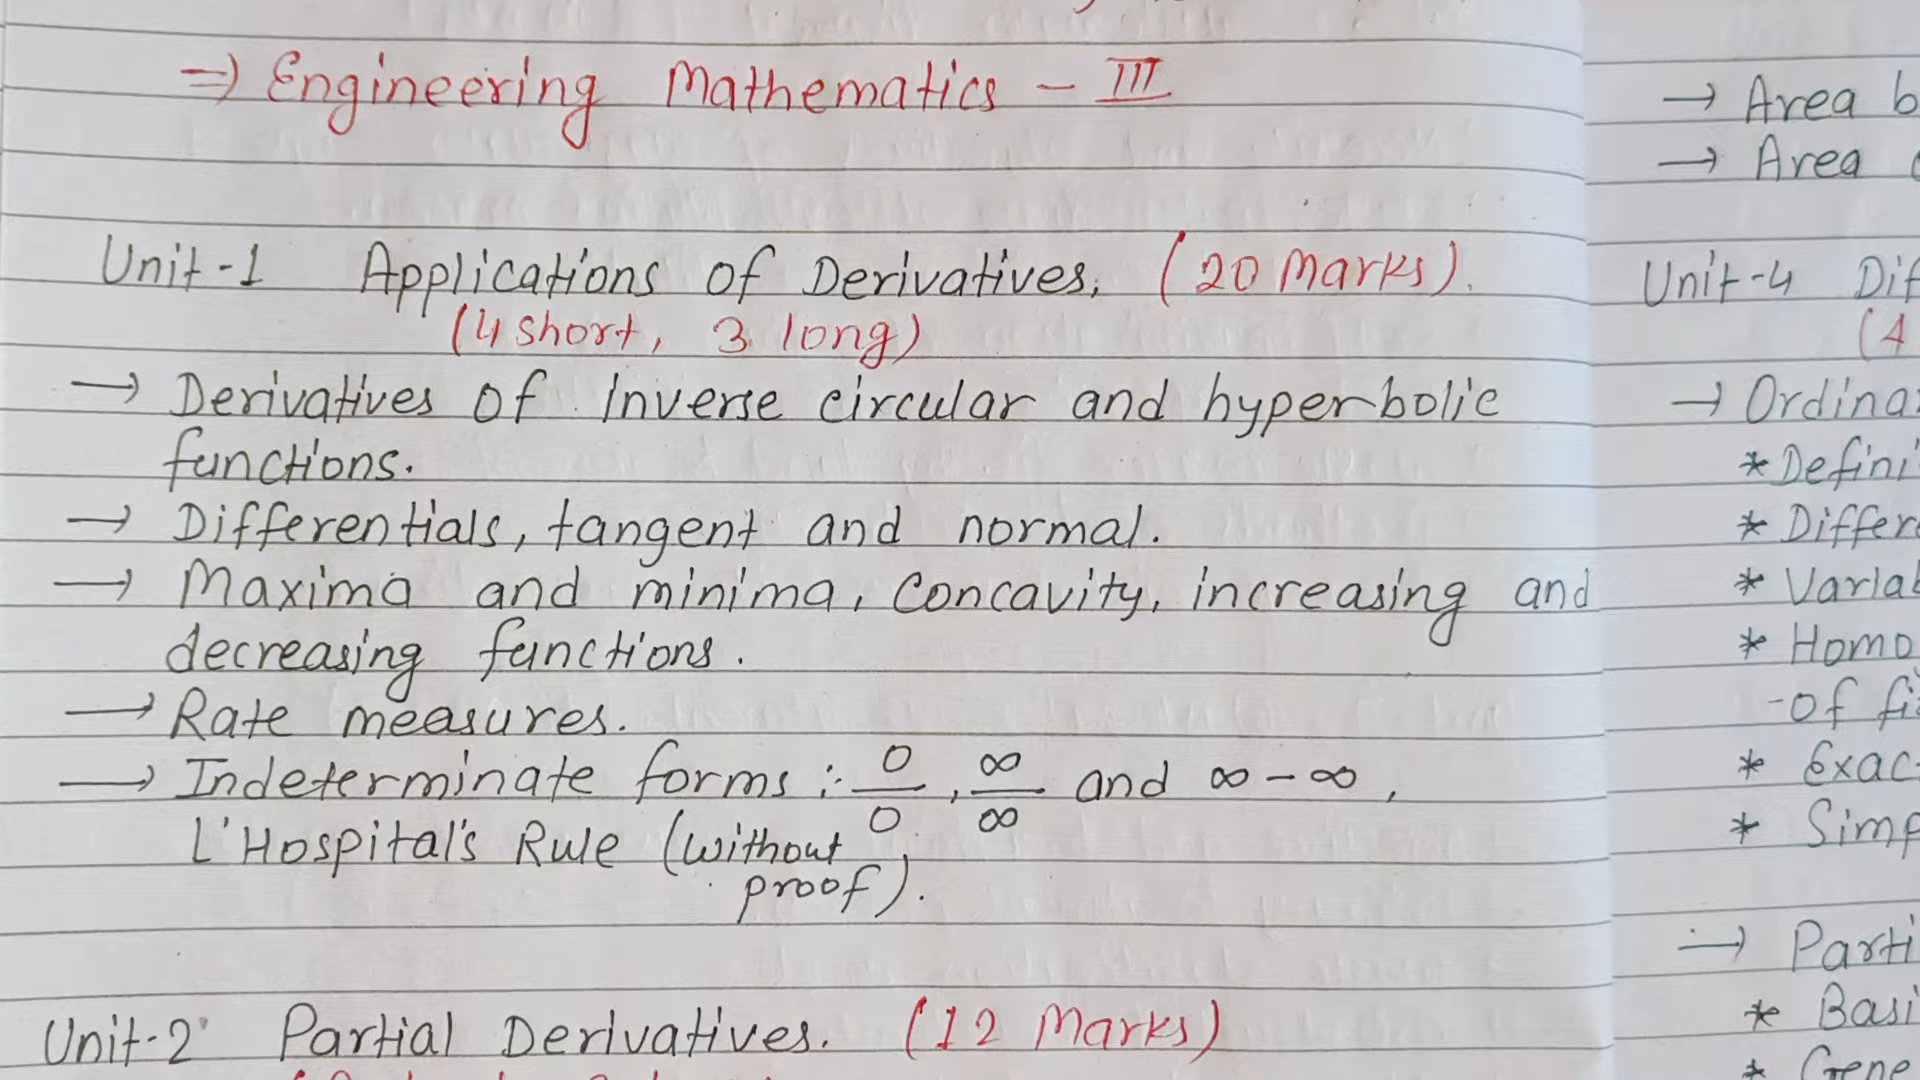 ⇒ Engineering Mathematics - III
Unit-1 Applications of Derivatives. (20 Marks).
(4 short, 3 long)
→ Derivatives of inverse circular and hyperbolic
functions.
→ Differentials, tangent and normal.
→ Maxima and minima, concavity, increasing and
decreasing functions.
→ Rate measures.
→ Indeterminate forms : 0/0, ∞/∞ and ∞-∞,
L'Hospital's Rule (without
proof).
Unit-2 Partial Derivatives. (12 Marks)
→ Area
→ Area
Unit-4
(4
→
*
*
*
*
-of
*
*
→
*
*